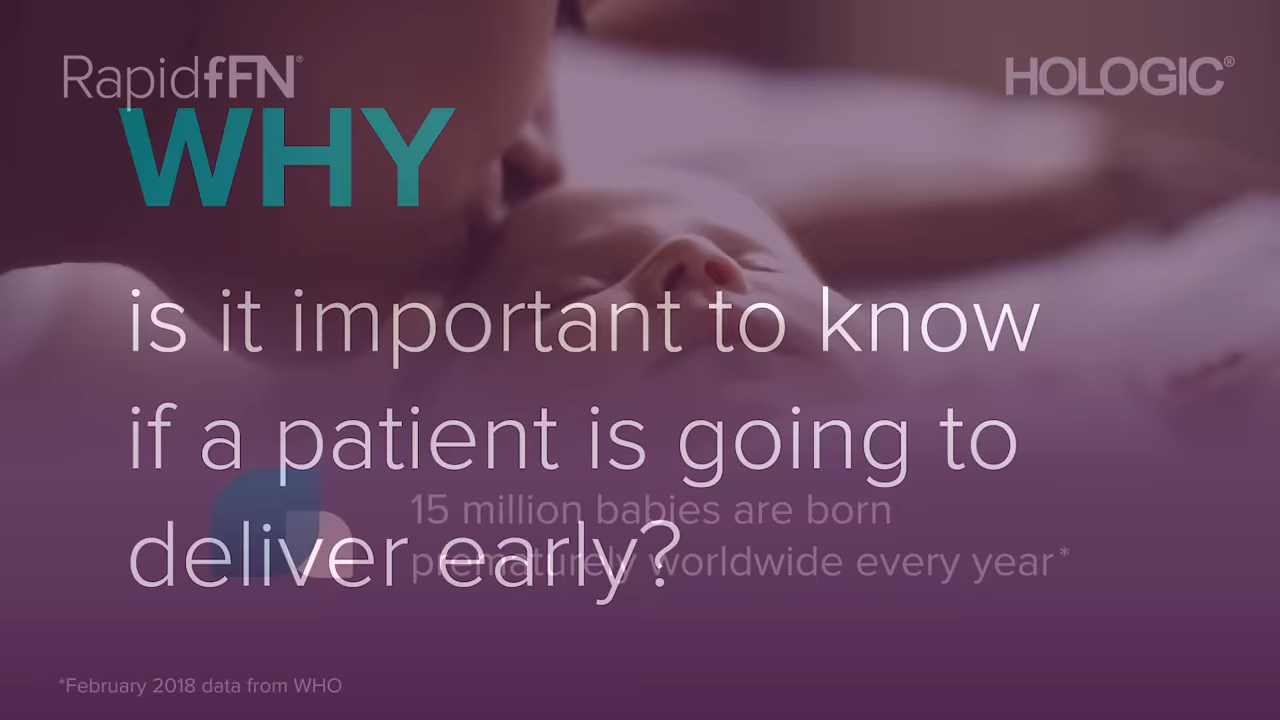 RapidfFN®
HOLOGIC®
WHY
is it important to know
if a patient is going to
deliver early?
15 million babies are born
prematurely worldwide every year*
*February 2018 data from WHO